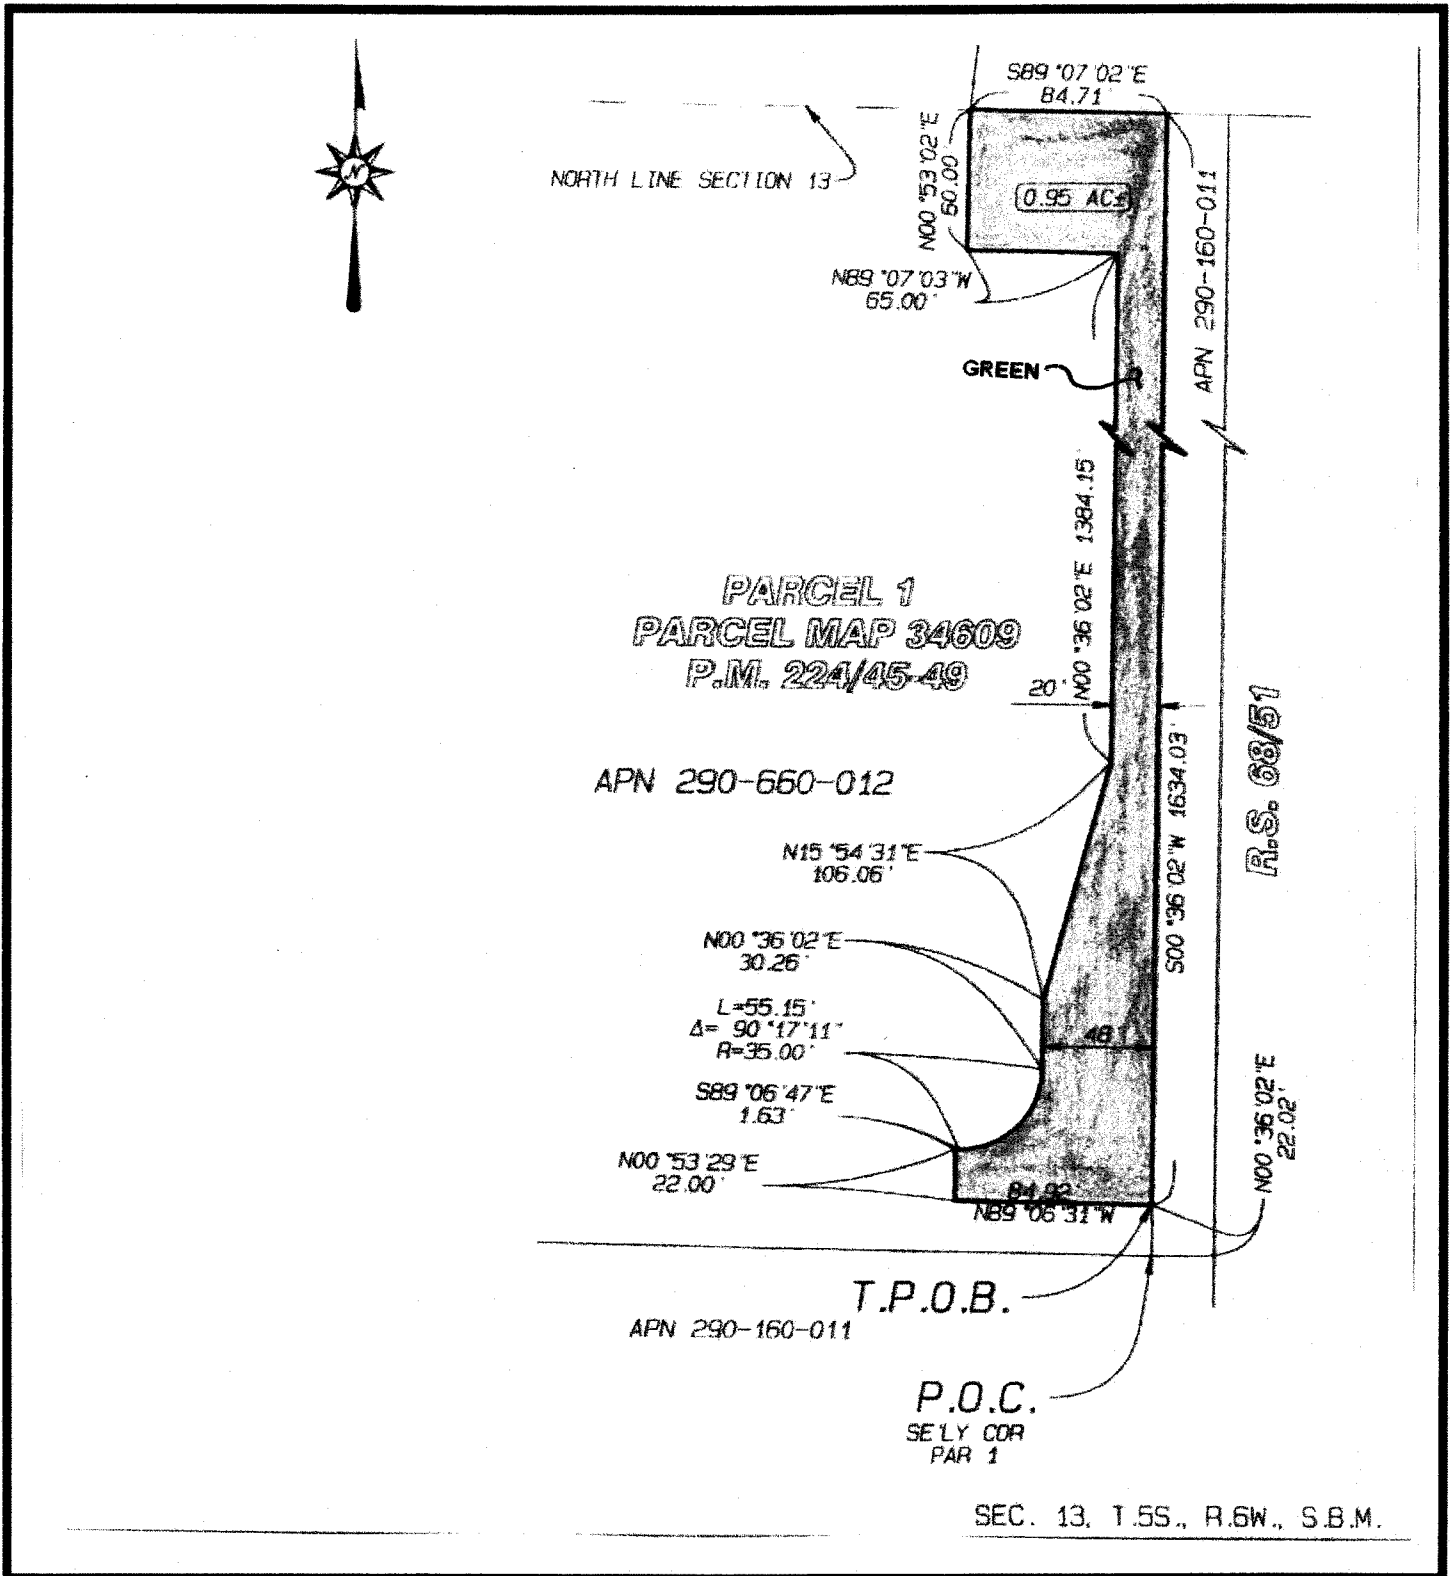 S89°07'02"E
84.71'
N
NORTH LINE SECTION 13
N00°53'02"E
60.00
0.95 AC±
APN 290-160-011
N89°07'03"W
65.00'
GREEN
N00°36'02"E 1384.15'
PARCEL 1
PARCEL MAP 34609
P.M. 224/45-49
20'
R.S. 68/51
S00°36'02"W 1634.03'
APN 290-660-012
N15°54'31"E
106.06'
N00°36'02"E
30.26'
L=55.15'
Δ= 90°17'11"
R=35.00'
48'
S89°06'47"E
1.63'
N00°36'02"E
22.02'
N00°53'29"E
22.00'
84.92'
N89°06'31"W
T.P.O.B.
APN 290-160-011
P.O.C.
SE'LY COR
PAR 1
SEC. 13, T.5S., R.6W., S.B.M.